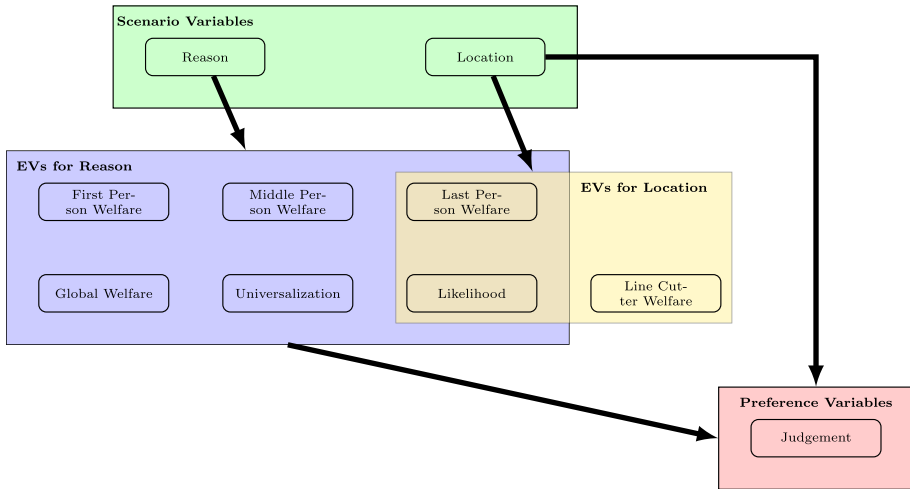 Scenario Variables
Reason
Location
EVs for Reason
First Per-
son Welfare
Middle Per-
son Welfare
Last Per-
son Welfare
EVs for Location
Global Welfare
Universalization
Likelihood
Line Cut-
ter Welfare
Preference Variables
Judgement